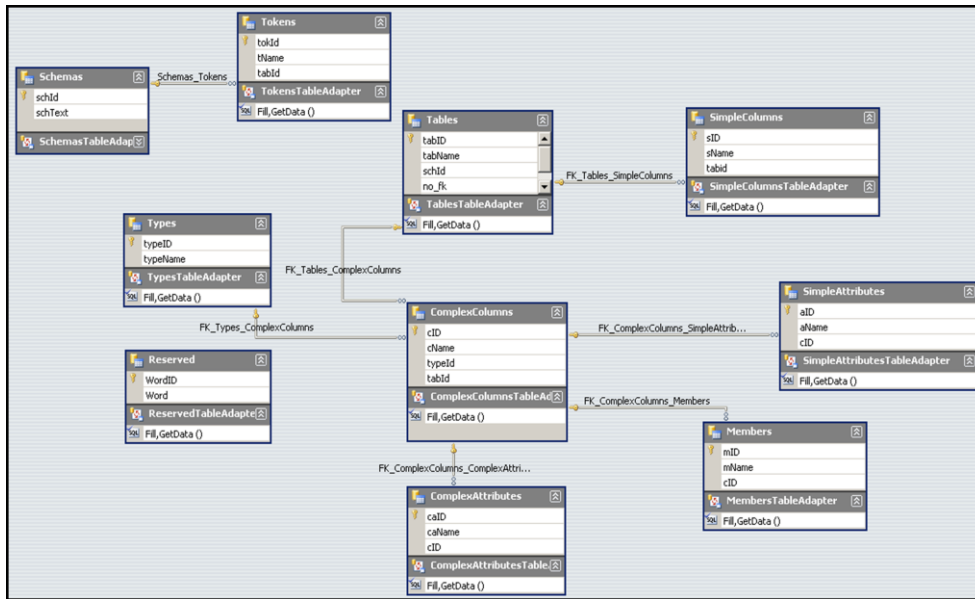 Tokens
tokId
tName
tabId
TokensTableAdapter
Fill,GetData ()
Schemas
schId
schText
SchemasTableAdap
Schemas_Tokens
Tables
tabID
tabName
schId
no_fk
TablesTableAdapter
Fill,GetData ()
SimpleColumns
sID
sName
tabid
SimpleColumnsTableAdapter
Fill,GetData ()
FK_Tables_SimpleColumns
Types
typeID
typeName
TypesTableAdapter
Fill,GetData ()
FK_Tables_ComplexColumns
FK_Types_ComplexColumns
ComplexColumns
cID
cName
typeId
tabId
ComplexColumnsTableAd
Fill,GetData ()
SimpleAttributes
aID
aName
cID
SimpleAttributesTableAdapter
Fill,GetData ()
FK_ComplexColumns_SimpleAttrib...
Reserved
WordID
Word
ReservedTableAdapte
Fill,GetData ()
FK_ComplexColumns_Members
Members
mID
mName
cID
MembersTableAdapter
Fill,GetData ()
FK_ComplexColumns_ComplexAttri...
ComplexAttributes
caID
caName
cID
ComplexAttributesTable
Fill,GetData ()